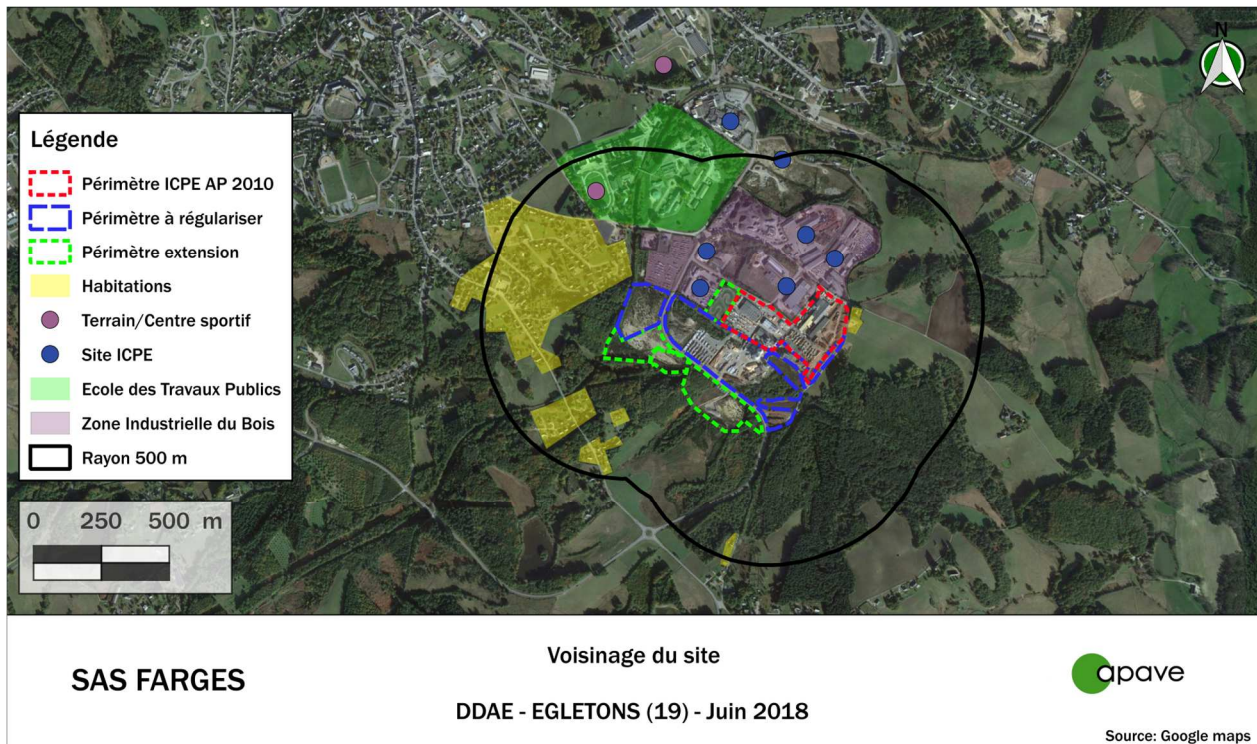 N
Légende
Périmètre ICPE AP 2010
Périmètre à régulariser
Périmètre extension
Habitations
Terrain/Centre sportif
Site ICPE
Ecole des Travaux Publics
Zone Industrielle du Bois
Rayon 500 m
0 250 500 m
SAS FARGES
Voisinage du site
DDAE - EGLETONS (19) - Juin 2018
apave
Source: Google maps